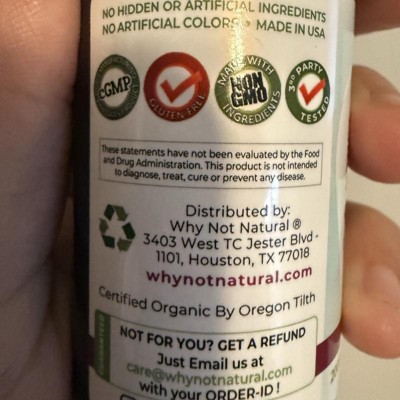 NO HIDDEN OR ARTIFICIAL INGREDIENTS
NO ARTIFICIAL COLORS • MADE IN USA
cGMP
GLUTEN FREE
MADE WITH
NON
GMO
INGREDIENTS
3RD PARTY
TESTED
These statements have not been evaluated by the Food
and Drug Administration. This product is not intended
to diagnose, treat, cure or prevent any disease.
Distributed by:
Why Not Natural ®
3403 West TC Jester Blvd -
1101, Houston, TX 77018
whynotnatural.com
Certified Organic By Oregon Tilth
GUARANTEED
NOT FOR YOU? GET A REFUND
Just Email us at
care@whynotnatural.com
with your ORDER-ID !